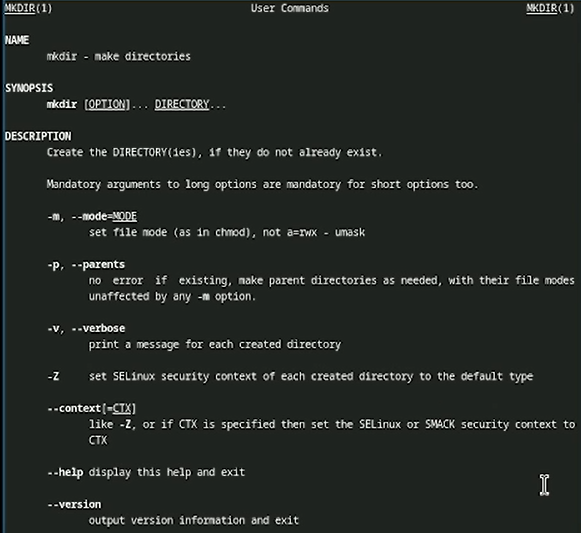 MKDIR(1) User Commands MKDIR(1)
NAME
mkdir - make directories
SYNOPSIS
mkdir [OPTION]... DIRECTORY...
DESCRIPTION
Create the DIRECTORY(ies), if they do not already exist.
Mandatory arguments to long options are mandatory for short options too.
-m, --mode=MODE
set file mode (as in chmod), not a=rwx - umask
-p, --parents
no error if existing, make parent directories as needed, with their file modes
unaffected by any -m option.
-v, --verbose
print a message for each created directory
-Z set SELinux security context of each created directory to the default type
--context[=CTX]
like -Z, or if CTX is specified then set the SELinux or SMACK security context to
CTX
--help display this help and exit
--version
output version information and exit